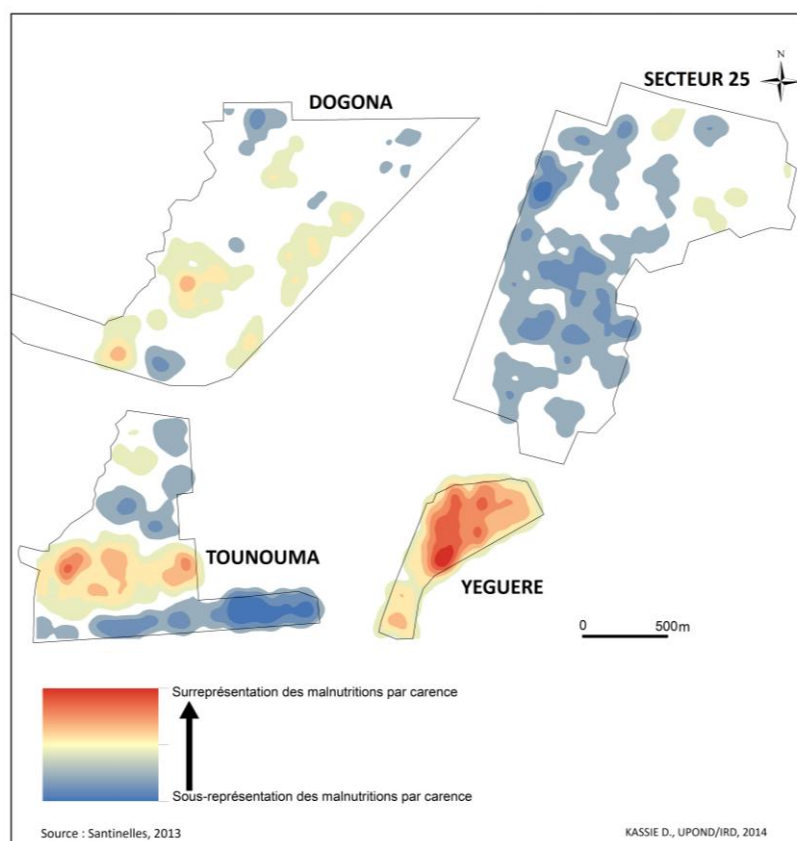 N
DOGONA
SECTEUR 25
TOUNOUMA
YEGUERE
0 500m
Surreprésentation des malnutritions par carence
Sous-représentation des malnutritions par carence
Source : Santinelles, 2013
KASSIE D., UPOND/IRD, 2014